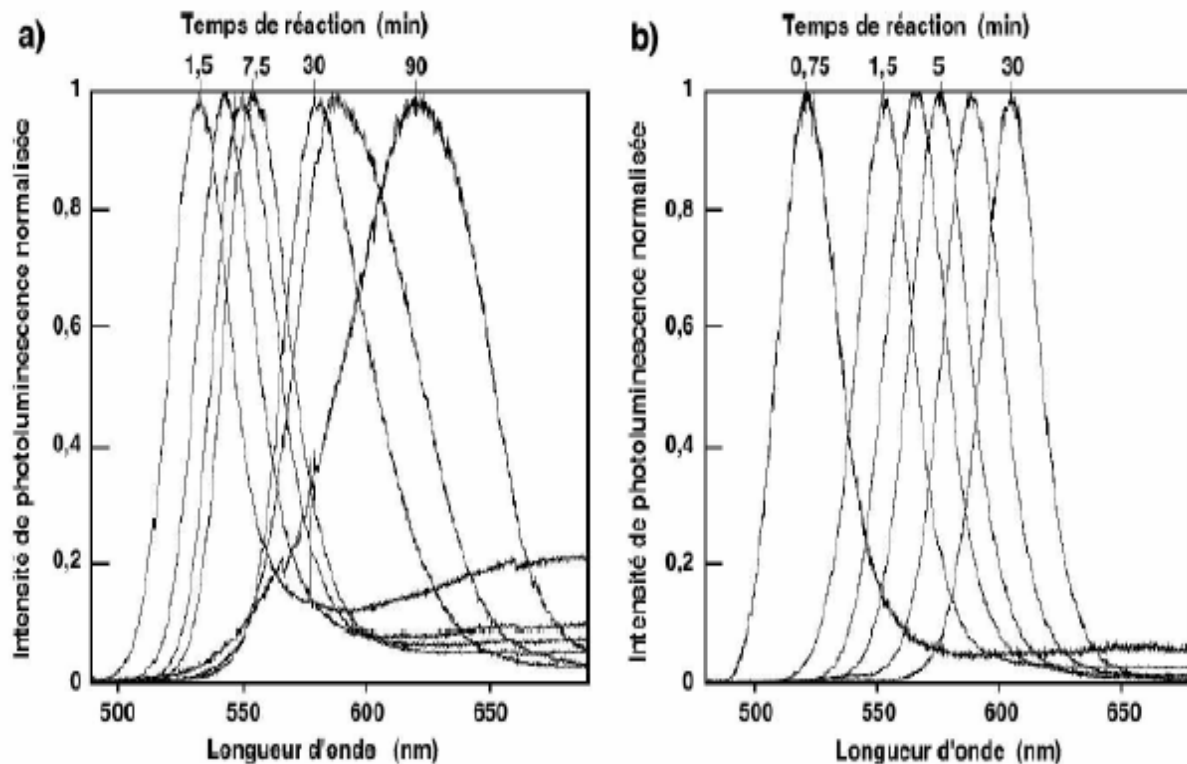 a)
Temps de réaction (min)
1,5 7,5 30 90
1
0,8
0,6
0,4
0,2
0
500 550 600 650
Longueur d'onde (nm)
Intensité de photoluminescence normalisée
b)
Temps de réaction (min)
0,75 1,5 5 30
1
0,8
0,6
0,4
0,2
0
500 550 600 650
Longueur d'onde (nm)
Intensité de photoluminescence normalisée